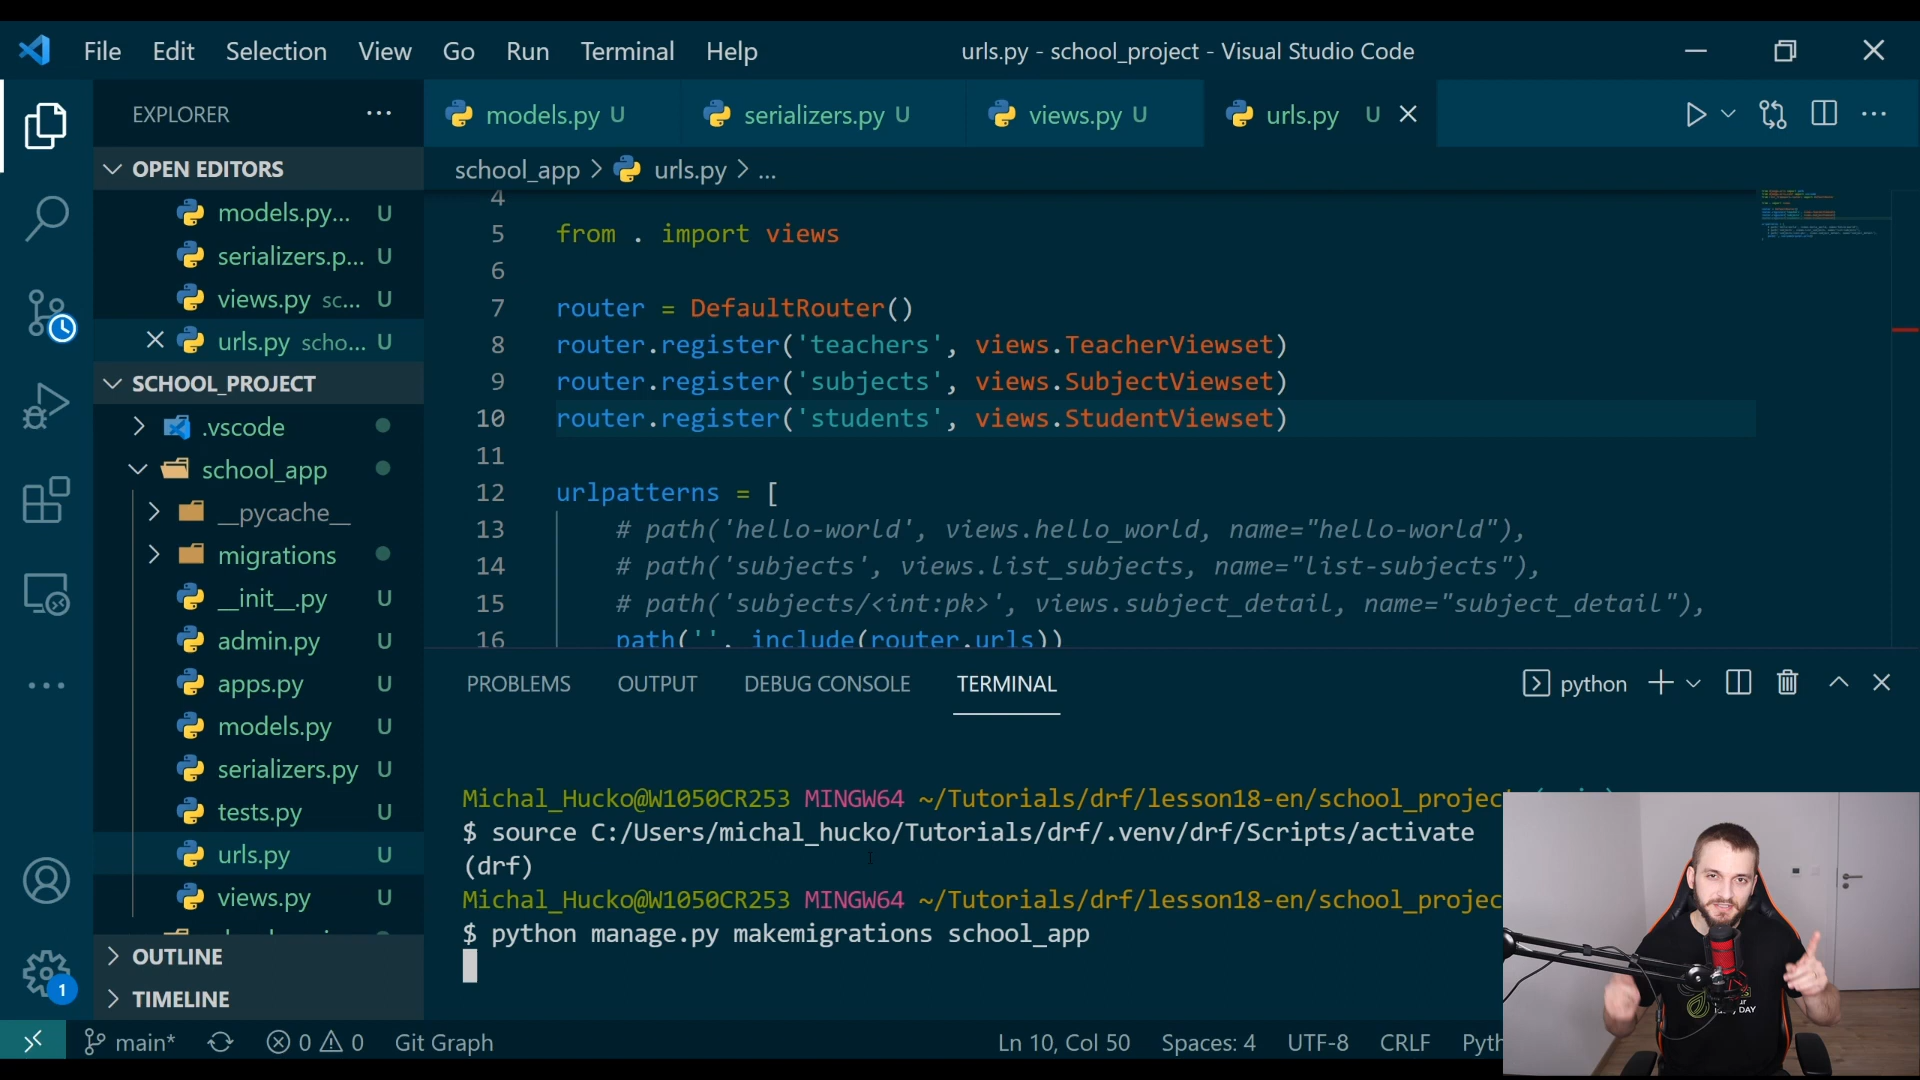 File Edit Selection View Go Run Terminal Help
urls.py - school_project - Visual Studio Code
EXPLORER
models.py U
serializers.py U
views.py U
urls.py U
OPEN EDITORS
models.py... U
serializers.p... U
views.py sc... U
urls.py scho... U
SCHOOL_PROJECT
.vscode
school_app
__pycache__
migrations
__init__.py U
admin.py U
apps.py U
models.py U
serializers.py U
tests.py U
urls.py U
views.py U
OUTLINE
TIMELINE
1
school_app > urls.py > ...
4
5 from . import views
6
7 router = DefaultRouter()
8 router.register('teachers', views.TeacherViewset)
9 router.register('subjects', views.SubjectViewset)
10 router.register('students', views.StudentViewset)
11
12 urlpatterns = [
13 # path('hello-world', views.hello_world, name="hello-world"),
14 # path('subjects', views.list_subjects, name="list-subjects"),
15 # path('subjects/<int:pk>', views.subject_detail, name="subject_detail"),
16 path('', include(router.urls))
PROBLEMS OUTPUT DEBUG CONSOLE TERMINAL
python
Michal_Hucko@W1050CR253 MINGW64 ~/Tutorials/drf/lesson18-en/school_project
$ source C:/Users/michal_hucko/Tutorials/drf/.venv/drf/Scripts/activate
(drf)
Michal_Hucko@W1050CR253 MINGW64 ~/Tutorials/drf/lesson18-en/school_projec
$ python manage.py makemigrations school_app
main* 0 0 Git Graph
Ln 10, Col 50 Spaces: 4 UTF-8 CRLF Pyth
DAY